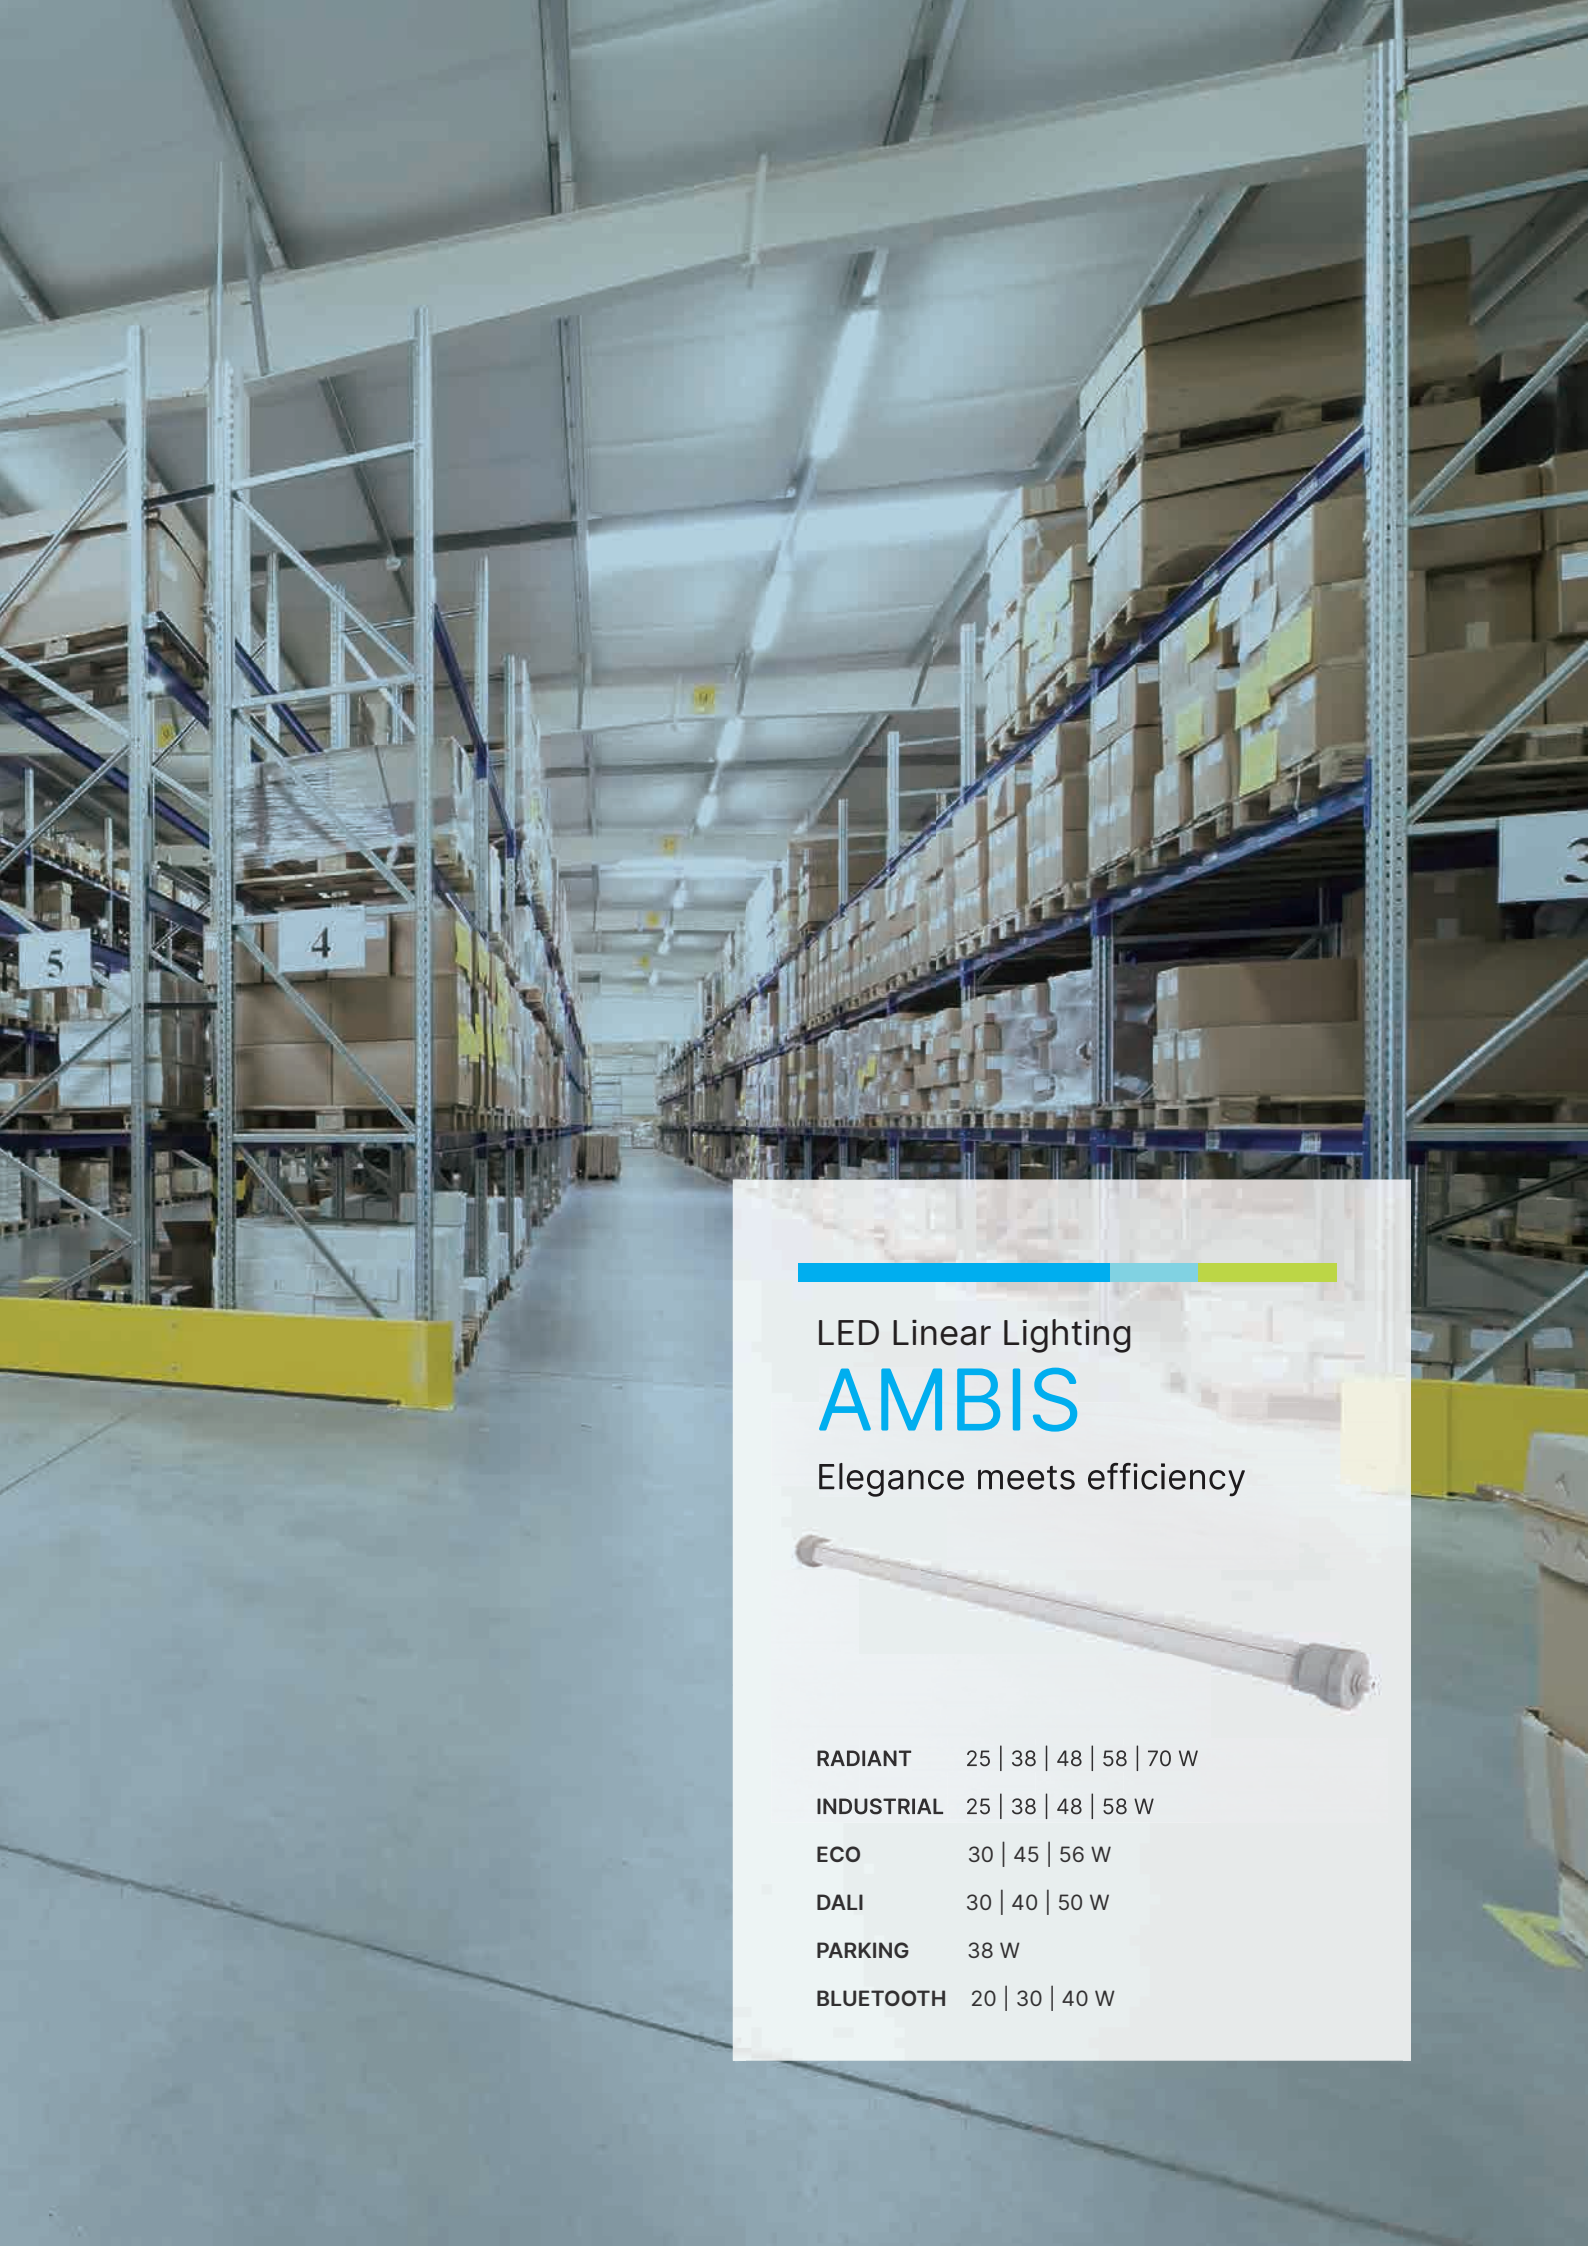 5
4
3
LED Linear Lighting
AMBIS
Elegance meets efficiency
RADIANT 25 | 38 | 48 | 58 | 70 W
INDUSTRIAL 25 | 38 | 48 | 58 W
ECO 30 | 45 | 56 W
DALI 30 | 40 | 50 W
PARKING 38 W
BLUETOOTH 20 | 30 | 40 W